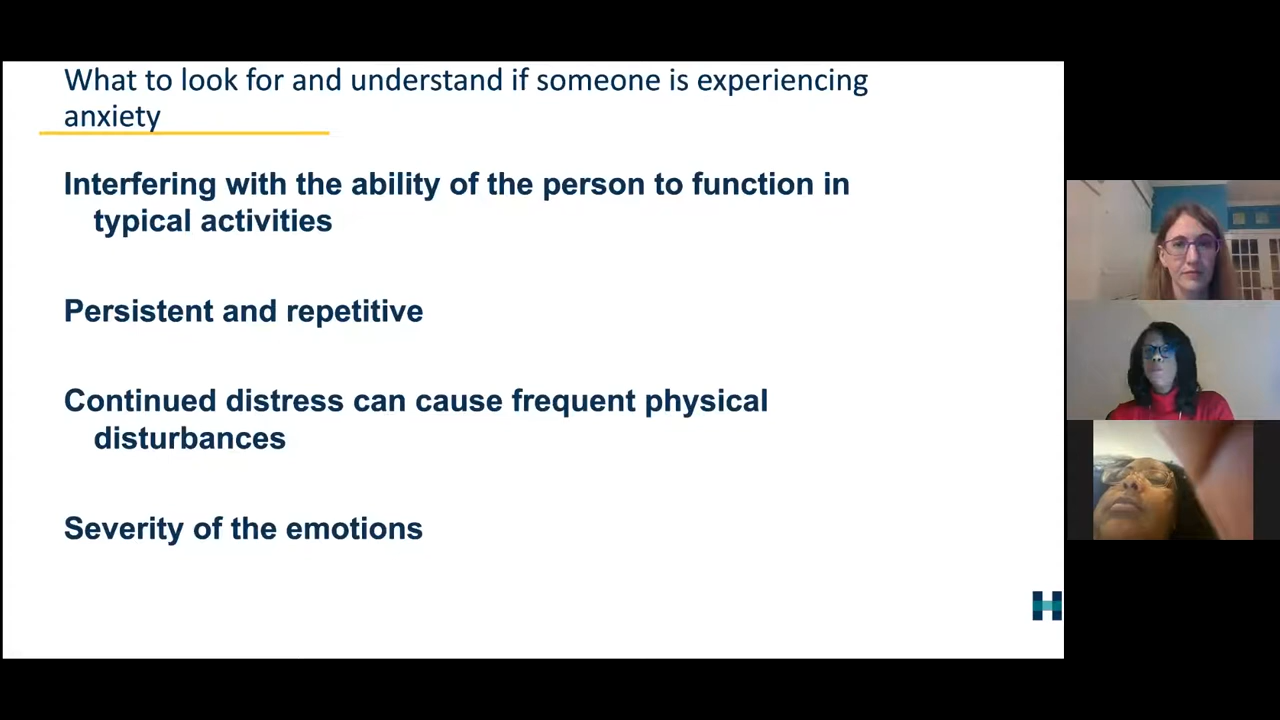 What to look for and understand if someone is experiencing
anxiety
Interfering with the ability of the person to function in
typical activities
Persistent and repetitive
Continued distress can cause frequent physical
disturbances
Severity of the emotions
H